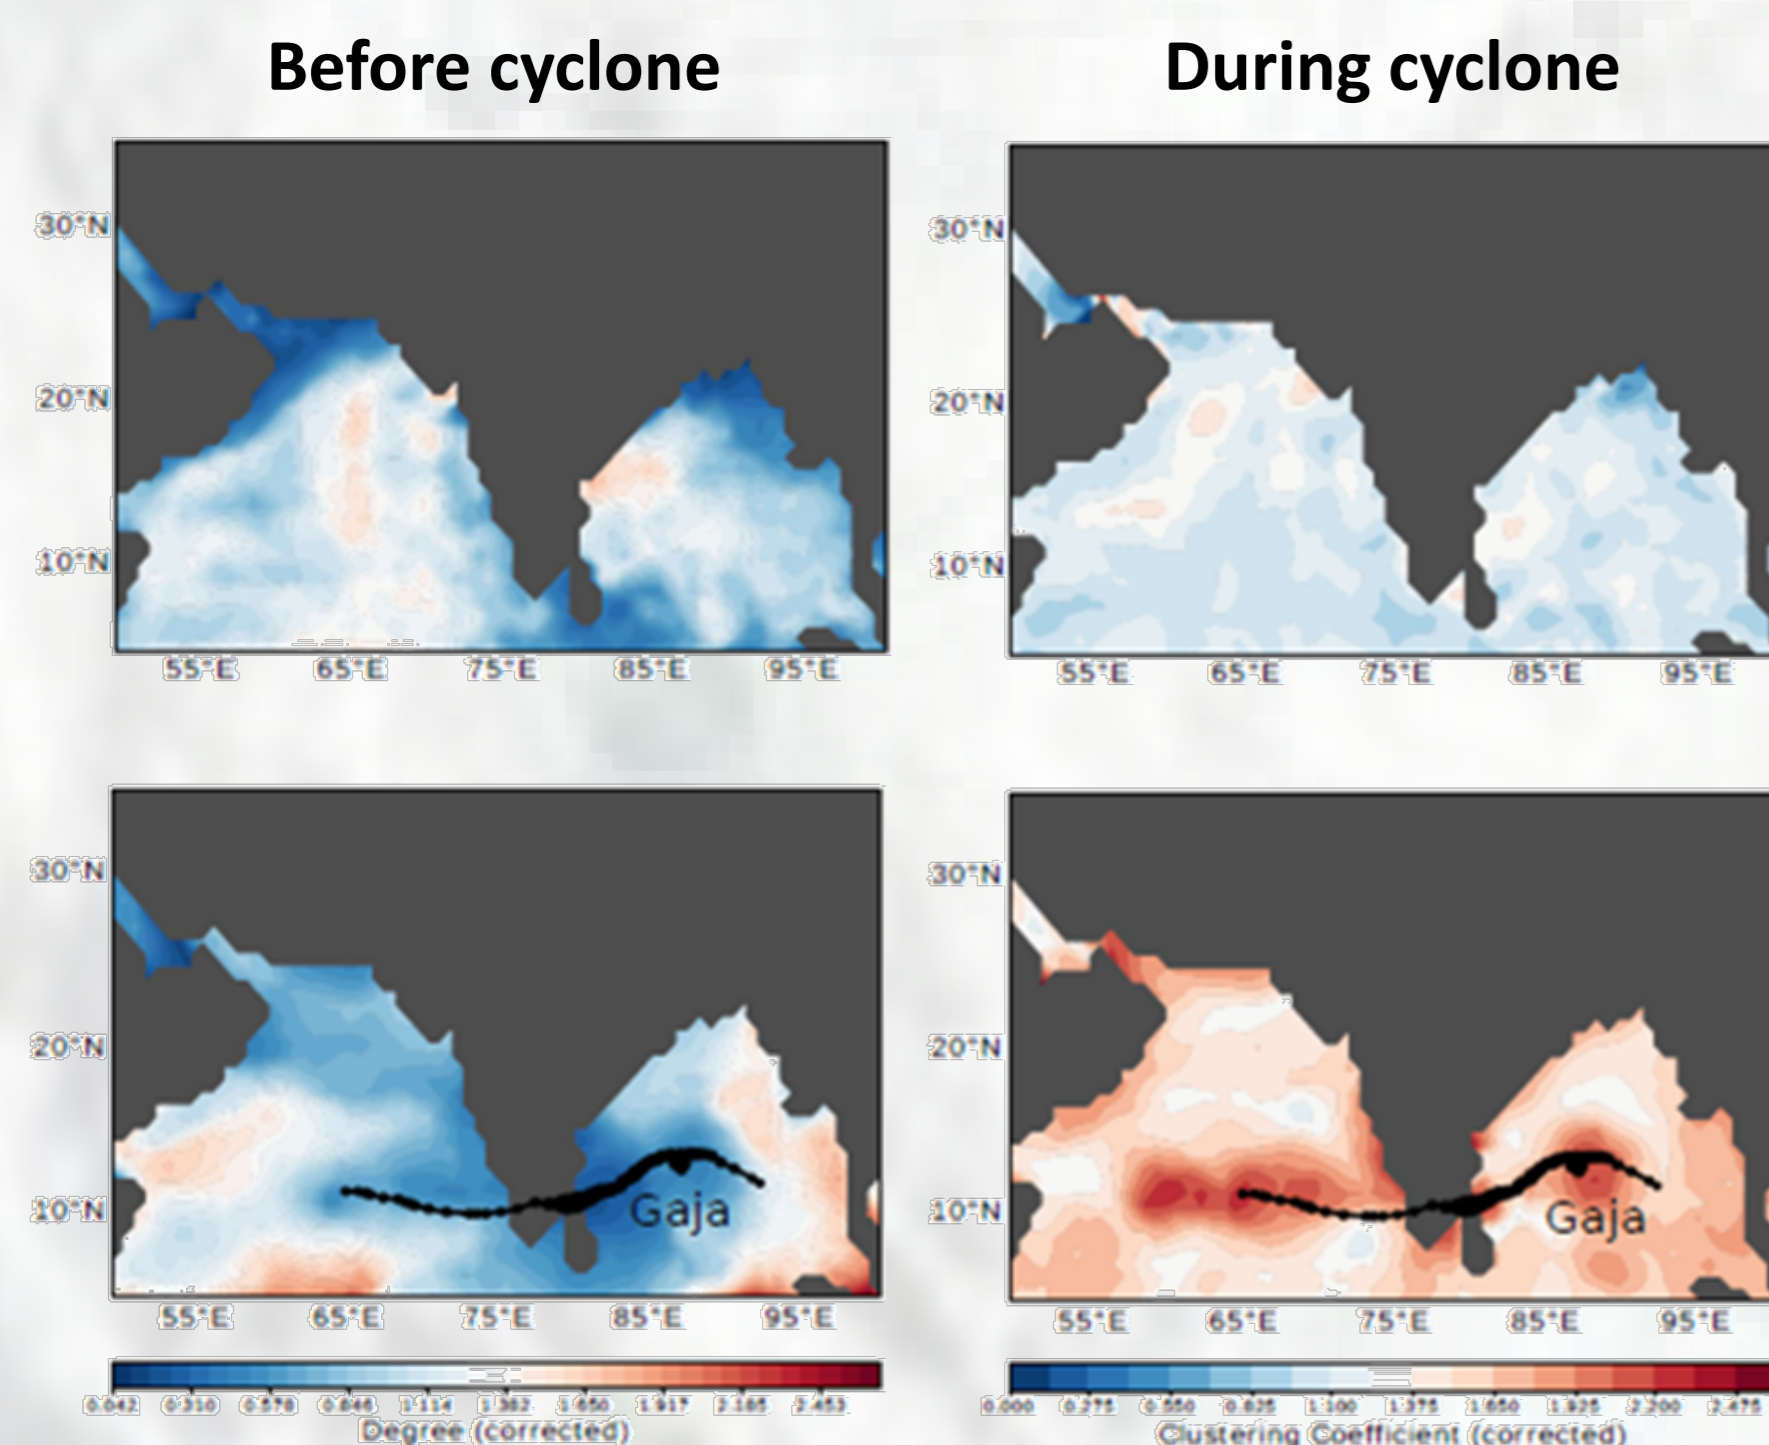 Before cyclone
During cyclone
30°N
20°N
10°N
55°E 65°E 75°E 85°E 95°E
30°N
20°N
10°N
55°E 65°E 75°E 85°E 95°E
30°N
20°N
10°N
Gaja
55°E 65°E 75°E 85°E 95°E
0.042 0.310 0.578 0.846 1.114 1.382 1.650 1.917 2.185 2.453
Degree (corrected)
30°N
20°N
10°N
Gaja
55°E 65°E 75°E 85°E 95°E
0.000 0.275 0.550 0.825 1.100 1.375 1.650 1.925 2.200 2.475
Clustering Coefficient (corrected)